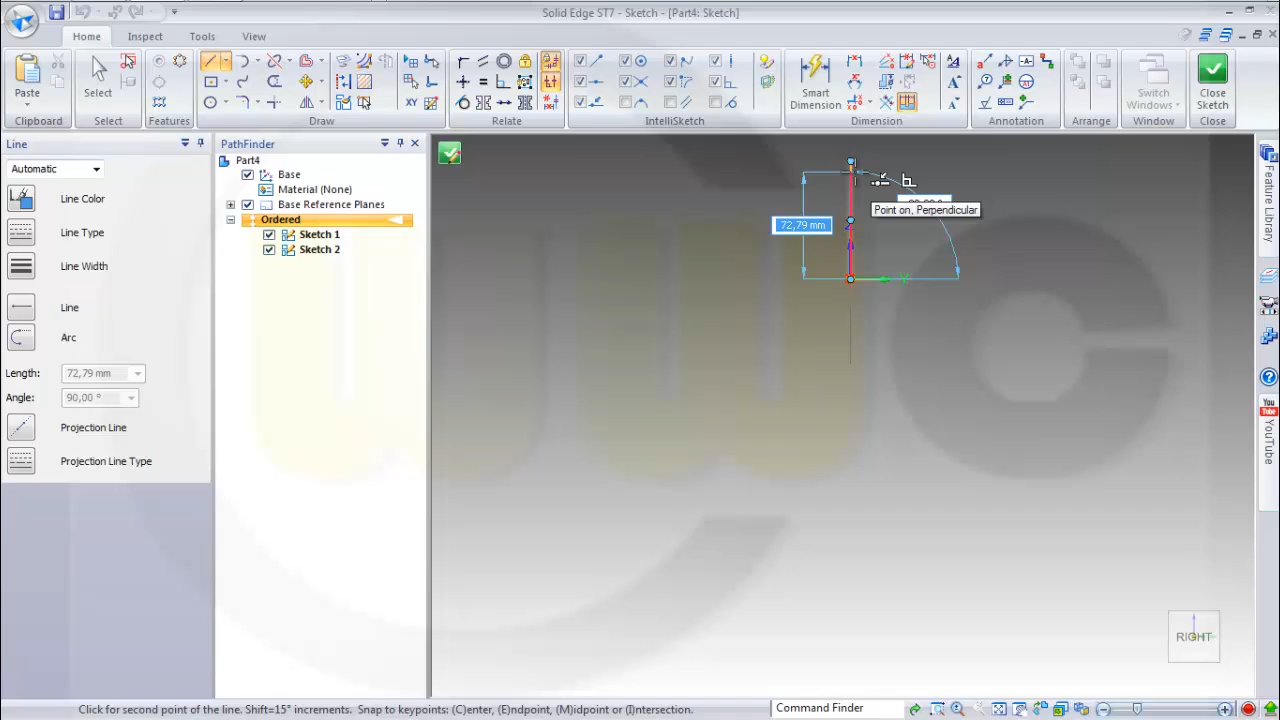 Solid Edge ST7 - Sketch - [Part4: Sketch]
Home Inspect Tools View
Paste
Select
Smart
Dimension
Switch
Windows
Close
Sketch
Clipboard Select Features Draw Relate IntelliSketch Dimension Annotation Arrange Window Close
Line
Automatic
Line Color
Line Type
Line Width
Line
Arc
Length: 72,79 mm
Angle: 90,00 °
Projection Line
Projection Line Type
PathFinder
Part4
Base
Material (None)
Base Reference Planes
Ordered
Sketch 1
Sketch 2
72,79 mm
Point on, Perpendicular
RIGHT
YouTube
Click for second point of the line. Shift=15° increments. Snap to keypoints: (C)enter, (E)ndpoint, (M)idpoint or (I)ntersection.
Command Finder